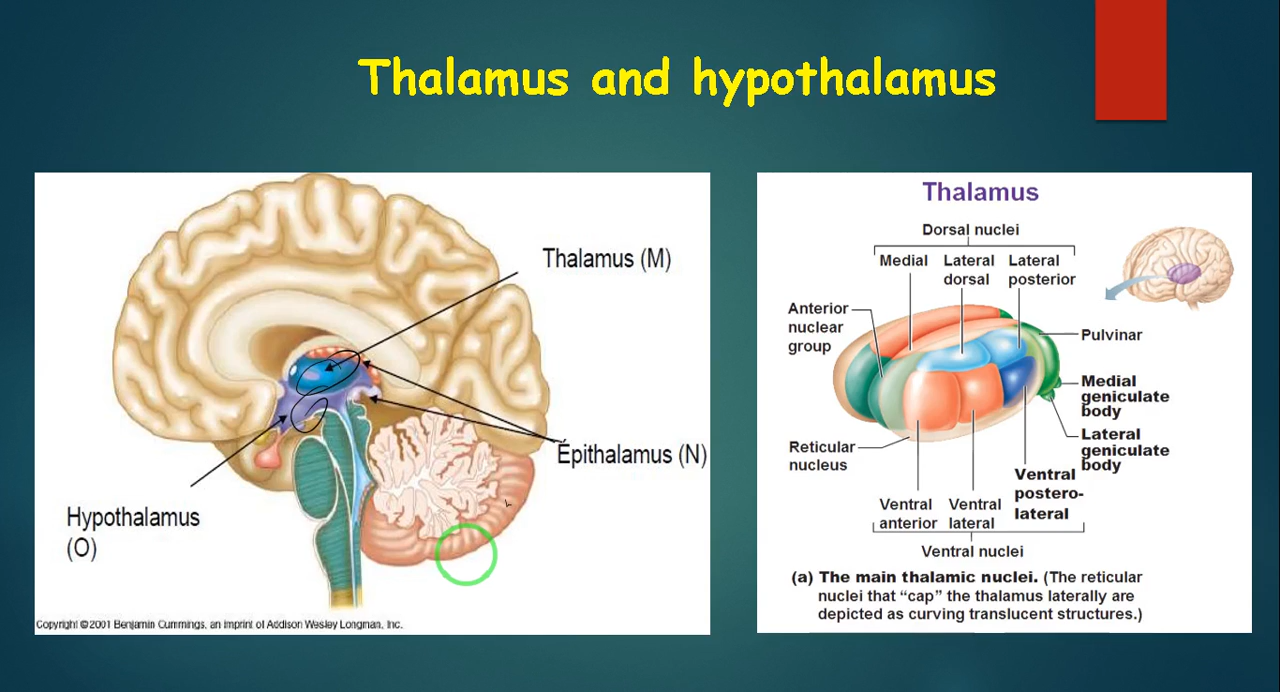 Thalamus and hypothalamus
Thalamus (M)
Epithalamus (N)
Hypothalamus
(O)
Copyright © 2001 Benjamin Cummings, an imprint of Addison Wesley Longman, Inc.
Thalamus
Dorsal nuclei
Medial
Lateral
dorsal
Lateral
posterior
Anterior
nuclear
group
Pulvinar
Medial
geniculate
body
Lateral
geniculate
body
Reticular
nucleus
Ventral
anterior
Ventral
lateral
Ventral
postero-
lateral
Ventral nuclei
(a) The main thalamic nuclei. (The reticular
nuclei that “cap” the thalamus laterally are
depicted as curving translucent structures.)